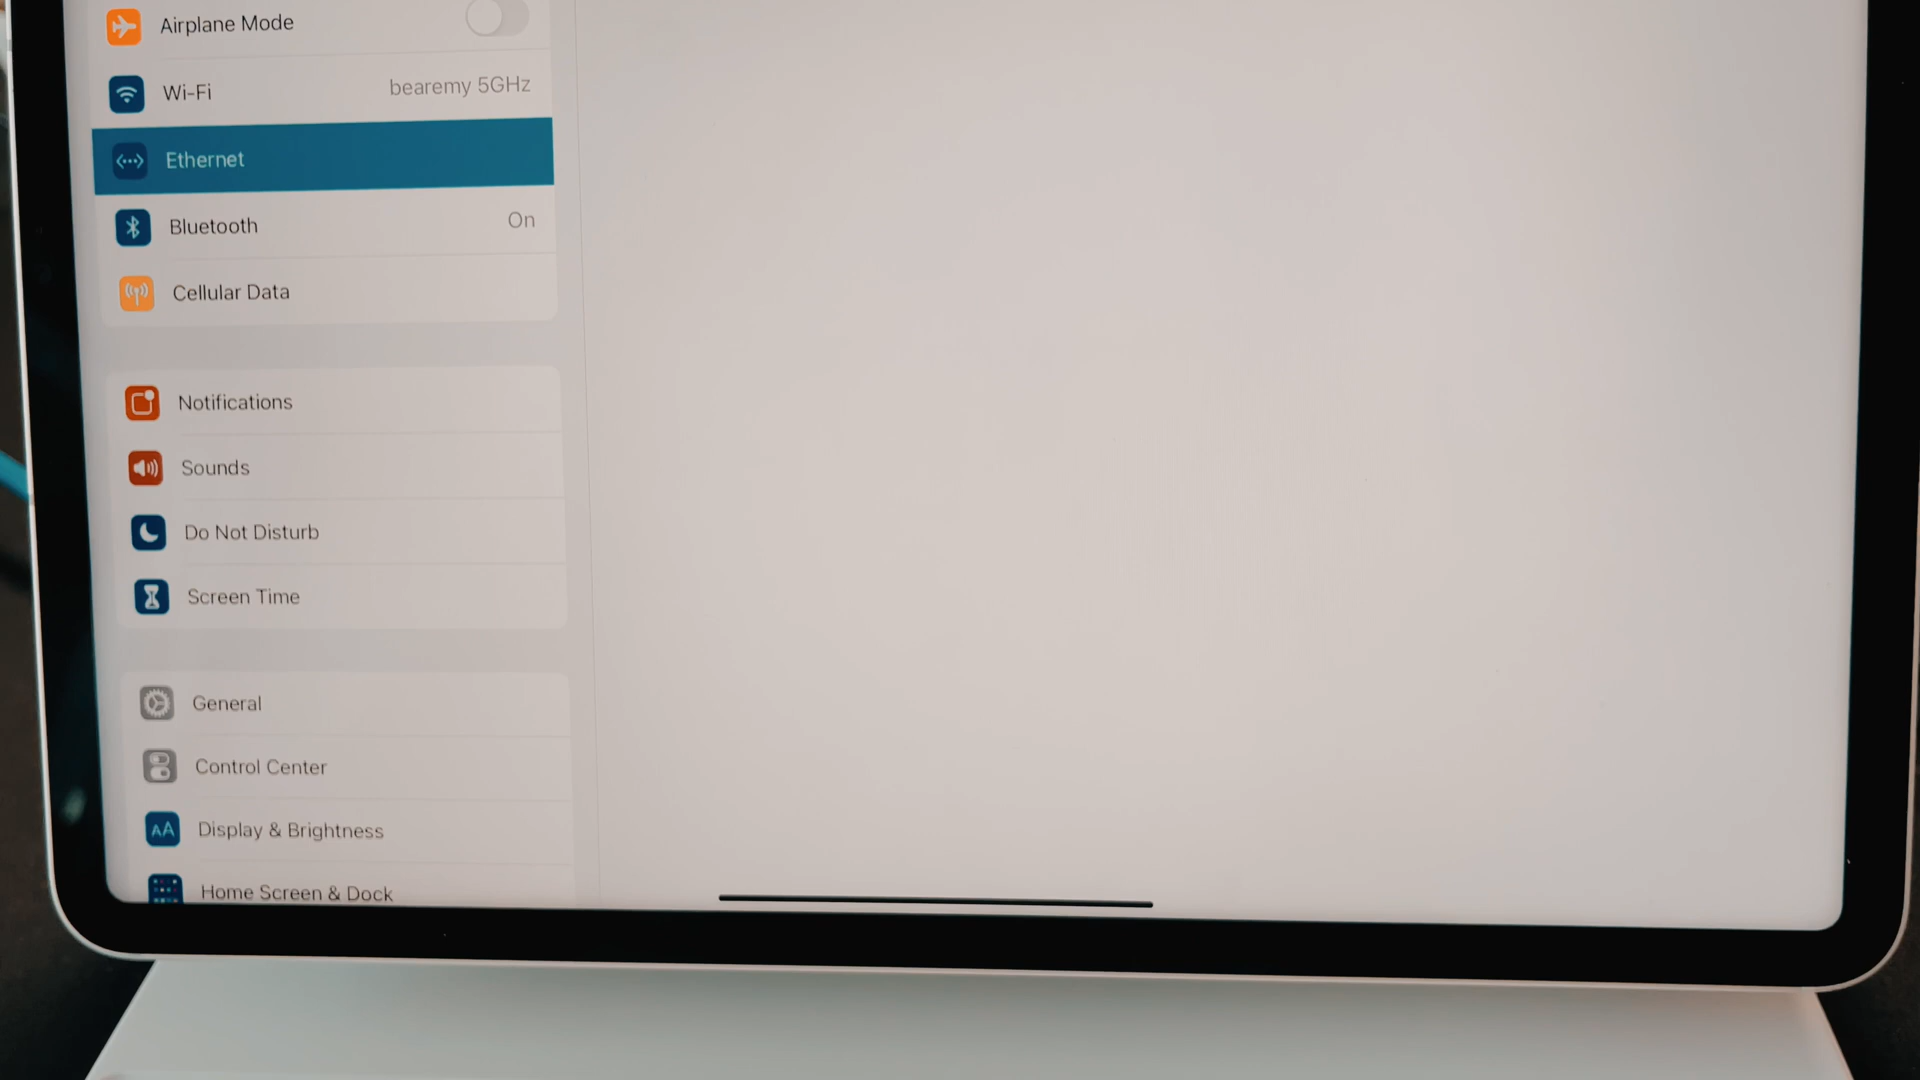 Airplane Mode
Wi-Fi bearemy 5GHz
Ethernet
Bluetooth On
Cellular Data
Notifications
Sounds
Do Not Disturb
Screen Time
General
Control Center
AA Display & Brightness
Home Screen & Dock